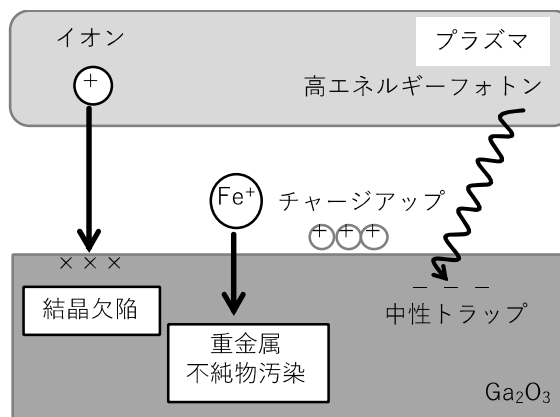 イオン
プラズマ
+
高エネルギーフォトン
Fe⁺
チャージアップ
+ + +
× × ×
結晶欠陥
中性トラップ
重金属
不純物汚染
Ga₂O₃